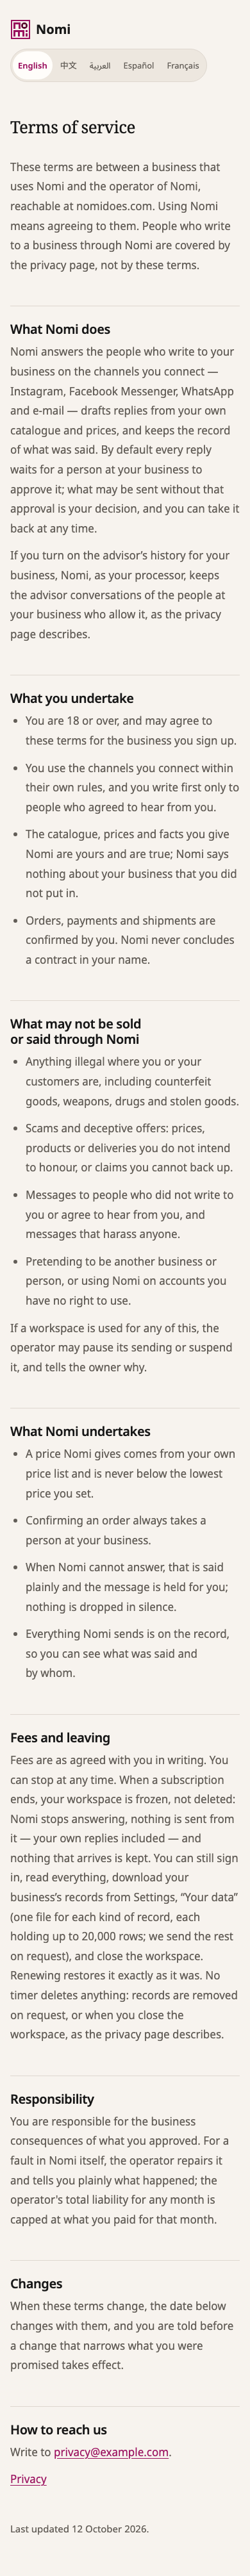 Nomi
English 中文 العربية Español Français
Terms of service
These terms are between a business that
uses Nomi and the operator of Nomi,
reachable at nomidoes.com. Using Nomi
means agreeing to them. People who write
to a business through Nomi are covered by
the privacy page, not by these terms.
What Nomi does
Nomi answers the people who write to your
business on the channels you connect —
Instagram, Facebook Messenger, WhatsApp
and e-mail — drafts replies from your own
catalogue and prices, and keeps the record
of what was said. By default every reply
waits for a person at your business to
approve it; what may be sent without that
approval is your decision, and you can take it
back at any time.
If you turn on the advisor's history for your
business, Nomi, as your processor, keeps
the advisor conversations of the people at
your business who allow it, as the privacy
page describes.
What you undertake
• You are 18 or over, and may agree to
these terms for the business you sign up.
• You use the channels you connect within
their own rules, and you write first only to
people who agreed to hear from you.
• The catalogue, prices and facts you give
Nomi are yours and are true; Nomi says
nothing about your business that you did
not put in.
• Orders, payments and shipments are
confirmed by you. Nomi never concludes
a contract in your name.
What may not be sold
or said through Nomi
• Anything illegal where you or your
customers are, including counterfeit
goods, weapons, drugs and stolen goods.
• Scams and deceptive offers: prices,
products or deliveries you do not intend
to honour, or claims you cannot back up.
• Messages to people who did not write to
you or agree to hear from you, and
messages that harass anyone.
• Pretending to be another business or
person, or using Nomi on accounts you
have no right to use.
If a workspace is used for any of this, the
operator may pause its sending or suspend
it, and tells the owner why.
What Nomi undertakes
• A price Nomi gives comes from your own
price list and is never below the lowest
price you set.
• Confirming an order always takes a
person at your business.
• When Nomi cannot answer, that is said
plainly and the message is held for you;
nothing is dropped in silence.
• Everything Nomi sends is on the record,
so you can see what was said and
by whom.
Fees and leaving
Fees are as agreed with you in writing. You
can stop at any time. When a subscription
ends, your workspace is frozen, not deleted:
Nomi stops answering, nothing is sent from
it — your own replies included — and
nothing that arrives is kept. You can still sign
in, read everything, download your
business's records from Settings, “Your data”
(one file for each kind of record, each
holding up to 20,000 rows; we send the rest
on request), and close the workspace.
Renewing restores it exactly as it was. No
timer deletes anything: records are removed
on request, or when you close the
workspace, as the privacy page describes.
Responsibility
You are responsible for the business
consequences of what you approved. For a
fault in Nomi itself, the operator repairs it
and tells you plainly what happened; the
operator's total liability for any month is
capped at what you paid for that month.
Changes
When these terms change, the date below
changes with them, and you are told before
a change that narrows what you were
promised takes effect.
How to reach us
Write to privacy@example.com.
Privacy
Last updated 12 October 2026.